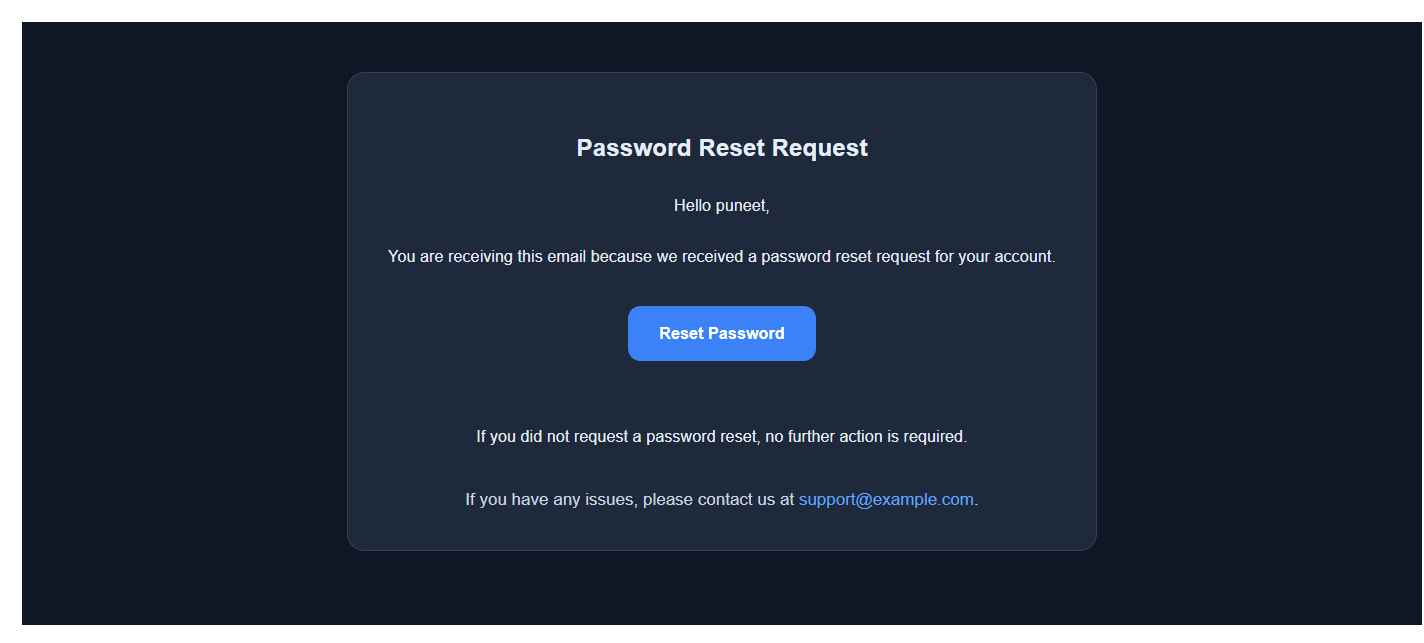 Password Reset Request
Hello puneet,
You are receiving this email because we received a password reset request for your account.
Reset Password
If you did not request a password reset, no further action is required.
If you have any issues, please contact us at support@example.com.